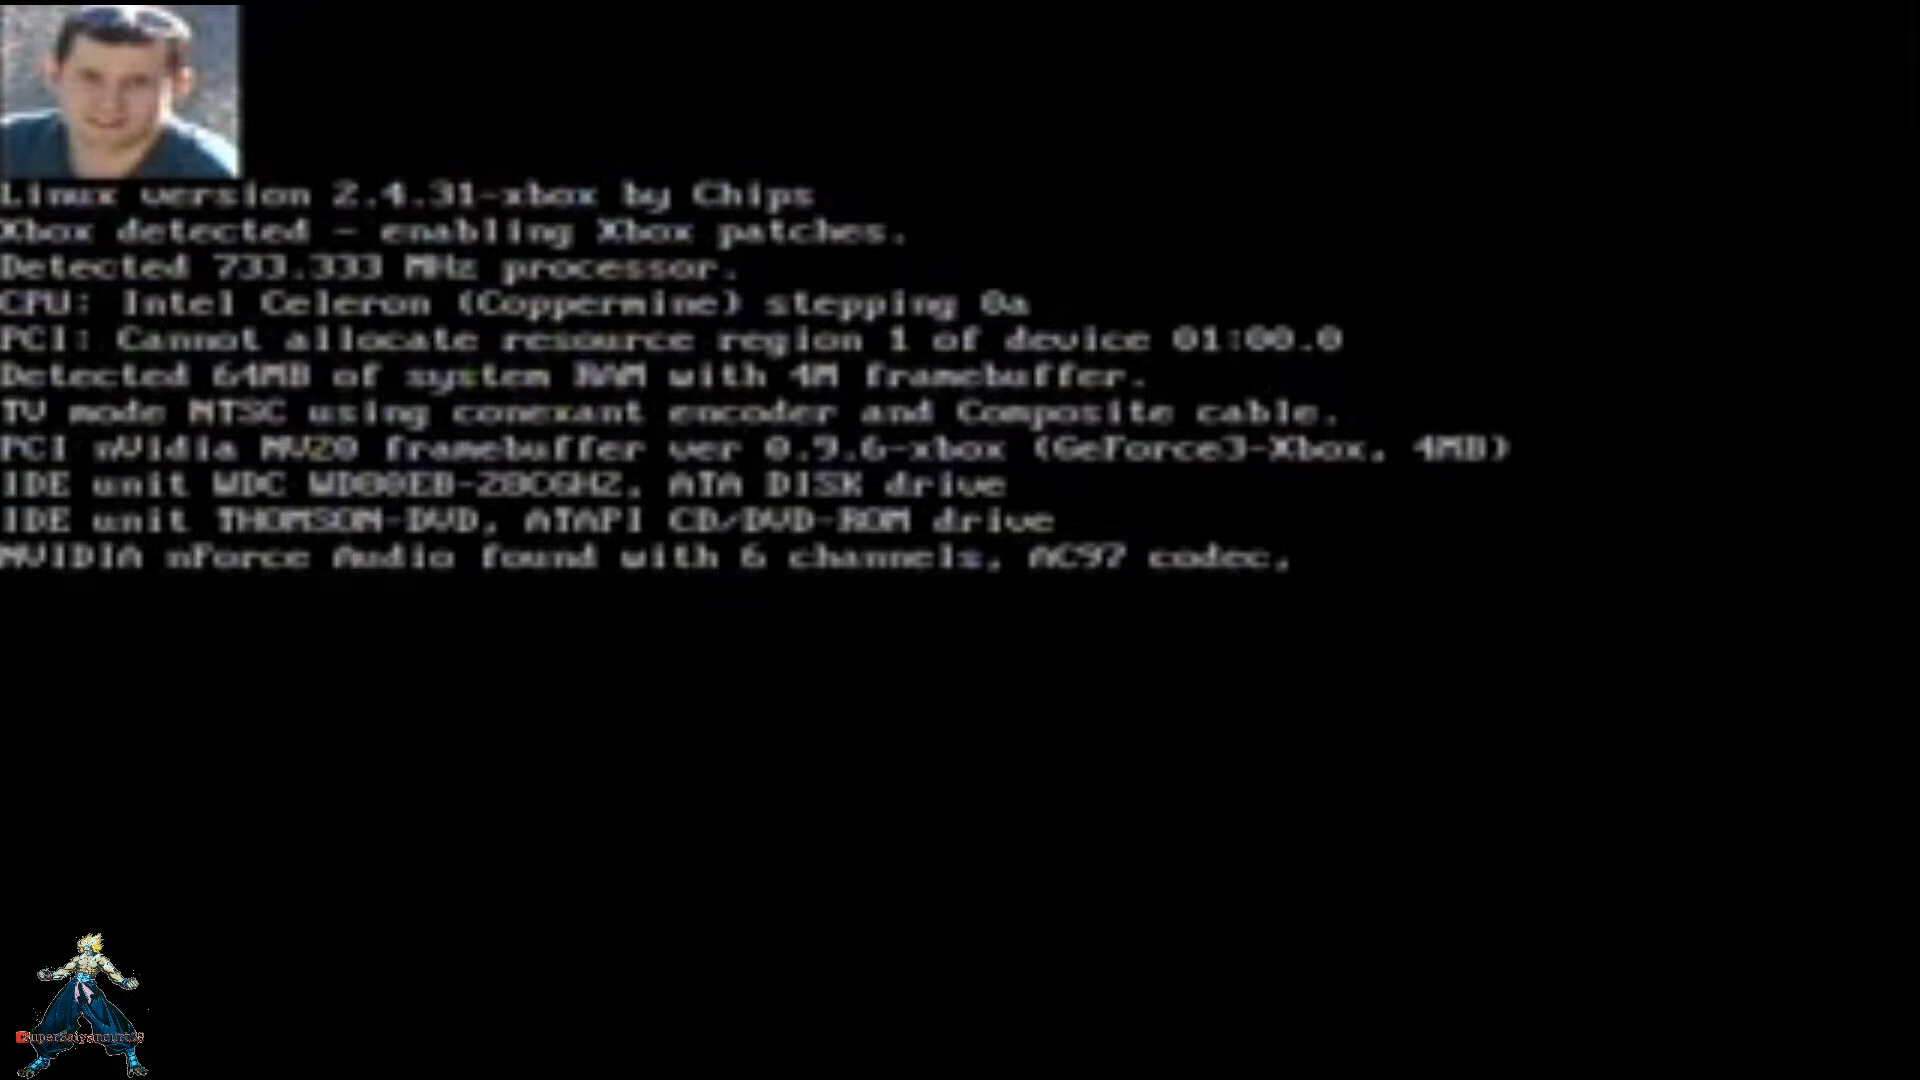 Linux version 2.4.31-xbox by Chips
Xbox detected - enabling Xbox patches.
Detected 733.333 MHz processor.
CPU: Intel Celeron (Coppermine) stepping 0a
PCI: Cannot allocate resource region 1 of device 01:00.0
Detected 64MB of system RAM with 4M framebuffer.
TV mode NTSC using conexant encoder and Composite cable.
PCI nVidia NV20 framebuffer ver 0.9.6-xbox (GeForce3-Xbox, 4MB)
IDE unit WDC, ATA DISK drive
IDE unit THOMSON-DVD, ATAPI CD/DVD-ROM drive
NVIDIA nForce Audio found with 6 channels, AC97 codec,